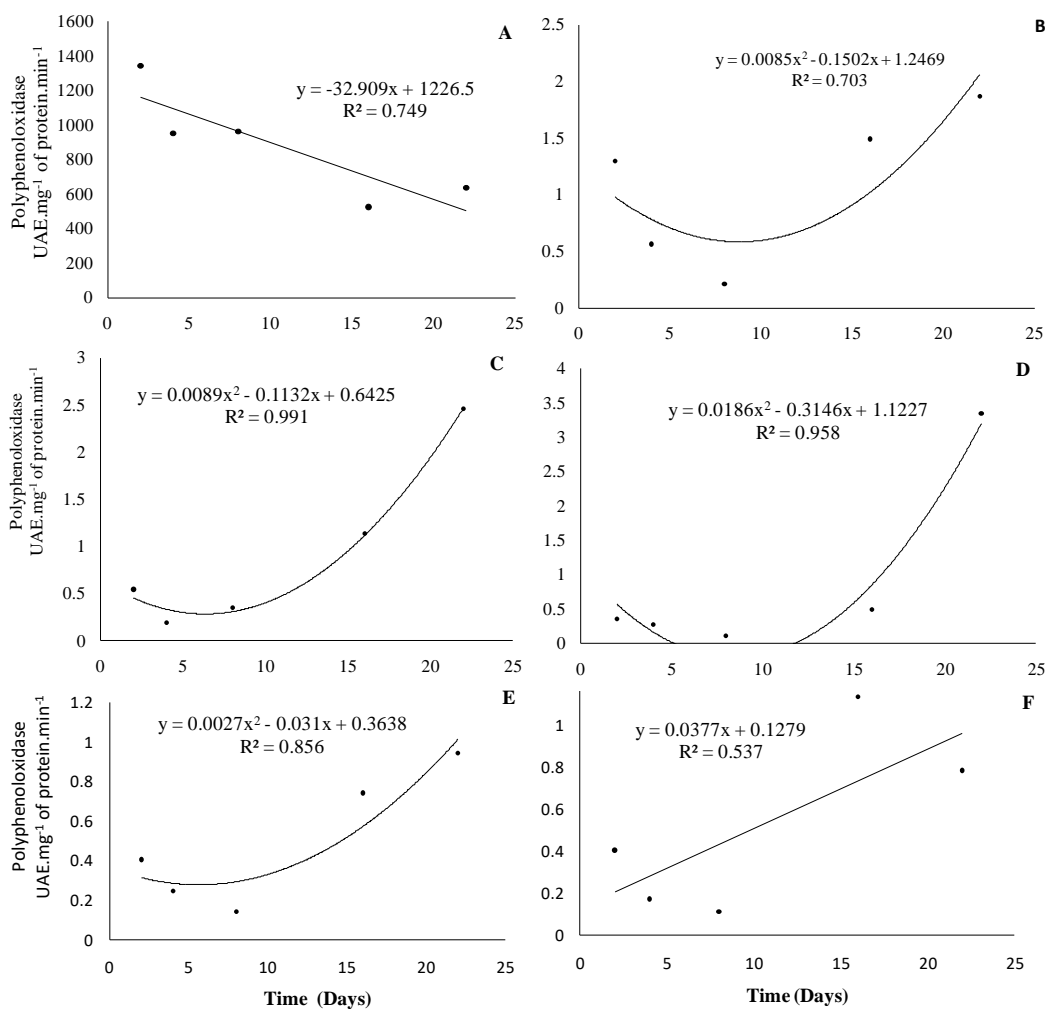 A
1600
1400
1200
1000
800
600
400
200
0
0 5 10 15 20 25
Polyphenoloxidase
UAE.mg⁻¹ of protein.min⁻¹
y = -32.909x + 1226.5
R² = 0.749
B
2.5
2
1.5
1
0.5
0
0 5 10 15 20 25
y = 0.0085x² - 0.1502x + 1.2469
R² = 0.703
C
3
2.5
2
1.5
1
0.5
0
0 5 10 15 20 25
Polyphenoloxidase
UAE.mg⁻¹ of protein.min⁻¹
y = 0.0089x² - 0.1132x + 0.6425
R² = 0.991
D
4
3.5
3
2.5
2
1.5
1
0.5
0
0 5 10 15 20 25
y = 0.0186x² - 0.3146x + 1.1227
R² = 0.958
E
1.2
1
0.8
0.6
0.4
0.2
0
0 5 10 15 20 25
Polyphenoloxidase
UAE.mg⁻¹ of protein.min⁻¹
y = 0.0027x² - 0.031x + 0.3638
R² = 0.856
Time (Days)
F
1
0.8
0.6
0.4
0.2
0
0 5 10 15 20 25
y = 0.0377x + 0.1279
R² = 0.537
Time (Days)